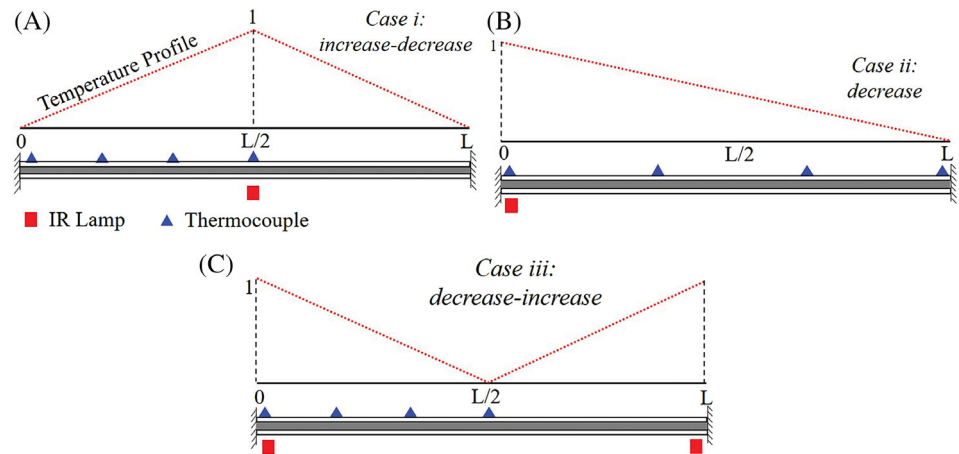 (A)
1
Case i:
increase-decrease
Temperature Profile
0
L/2
L
IR Lamp
Thermocouple
(B)
1
Case ii:
decrease
0
L/2
L
(C)
1
Case iii:
decrease-increase
0
L/2
L